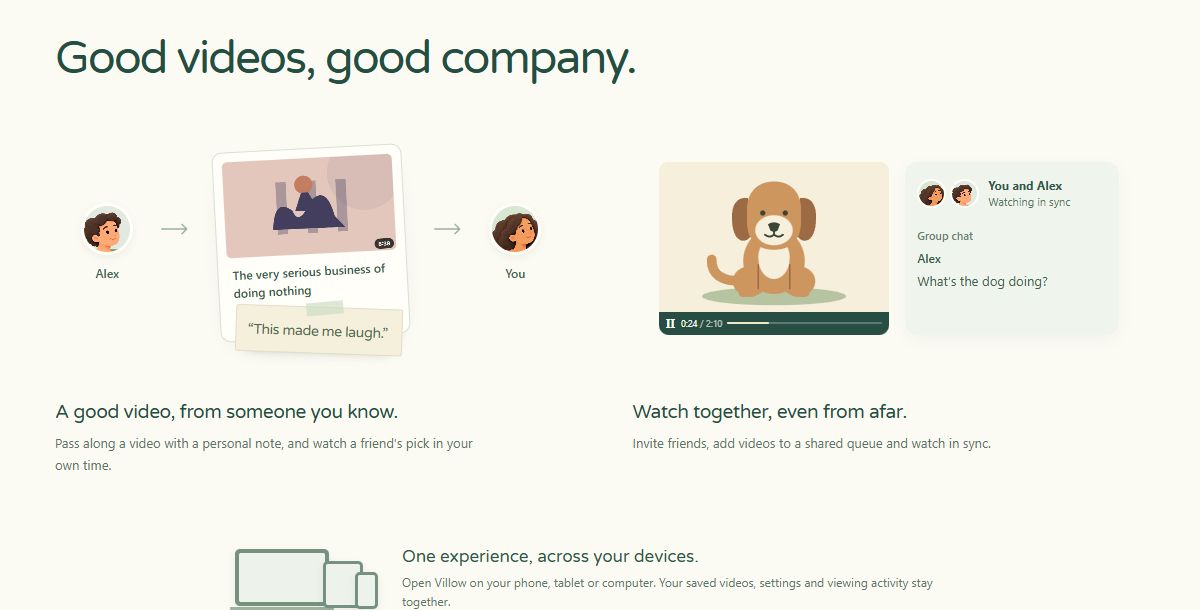 Good videos, good company.
Alex
8:38
The very serious business of
doing nothing
“This made me laugh.”
You
0:24 / 2:10
You and Alex
Watching in sync
Group chat
Alex
What's the dog doing?
A good video, from someone you know.
Pass along a video with a personal note, and watch a friend's pick in your
own time.
Watch together, even from afar.
Invite friends, add videos to a shared queue and watch in sync.
One experience, across your devices.
Open Villow on your phone, tablet or computer. Your saved videos, settings and viewing activity stay
together.